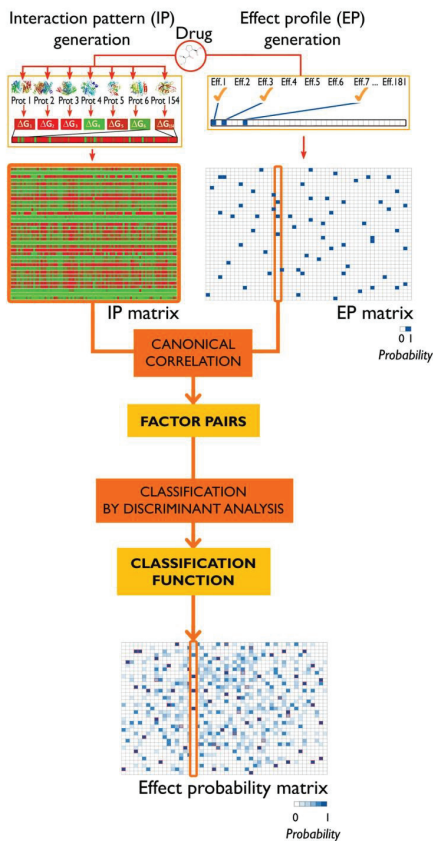 Interaction pattern (IP)
generation
Drug
Effect profile (EP)
generation
Prot 1 Prot 2 Prot 3 Prot 4 Prot 5 Prot 6 Prot 154
ΔG₁ ΔG₂ ΔG₃ ΔG₄ ΔG₅ ΔG₆
Eff.1 Eff.2 Eff.3 Eff.4 Eff.5 Eff.6 Eff.7 ... Eff.181
IP matrix
EP matrix
0 1
Probability
CANONICAL
CORRELATION
FACTOR PAIRS
CLASSIFICATION
BY DISCRIMINANT ANALYSIS
CLASSIFICATION
FUNCTION
Effect probability matrix
0 1
Probability